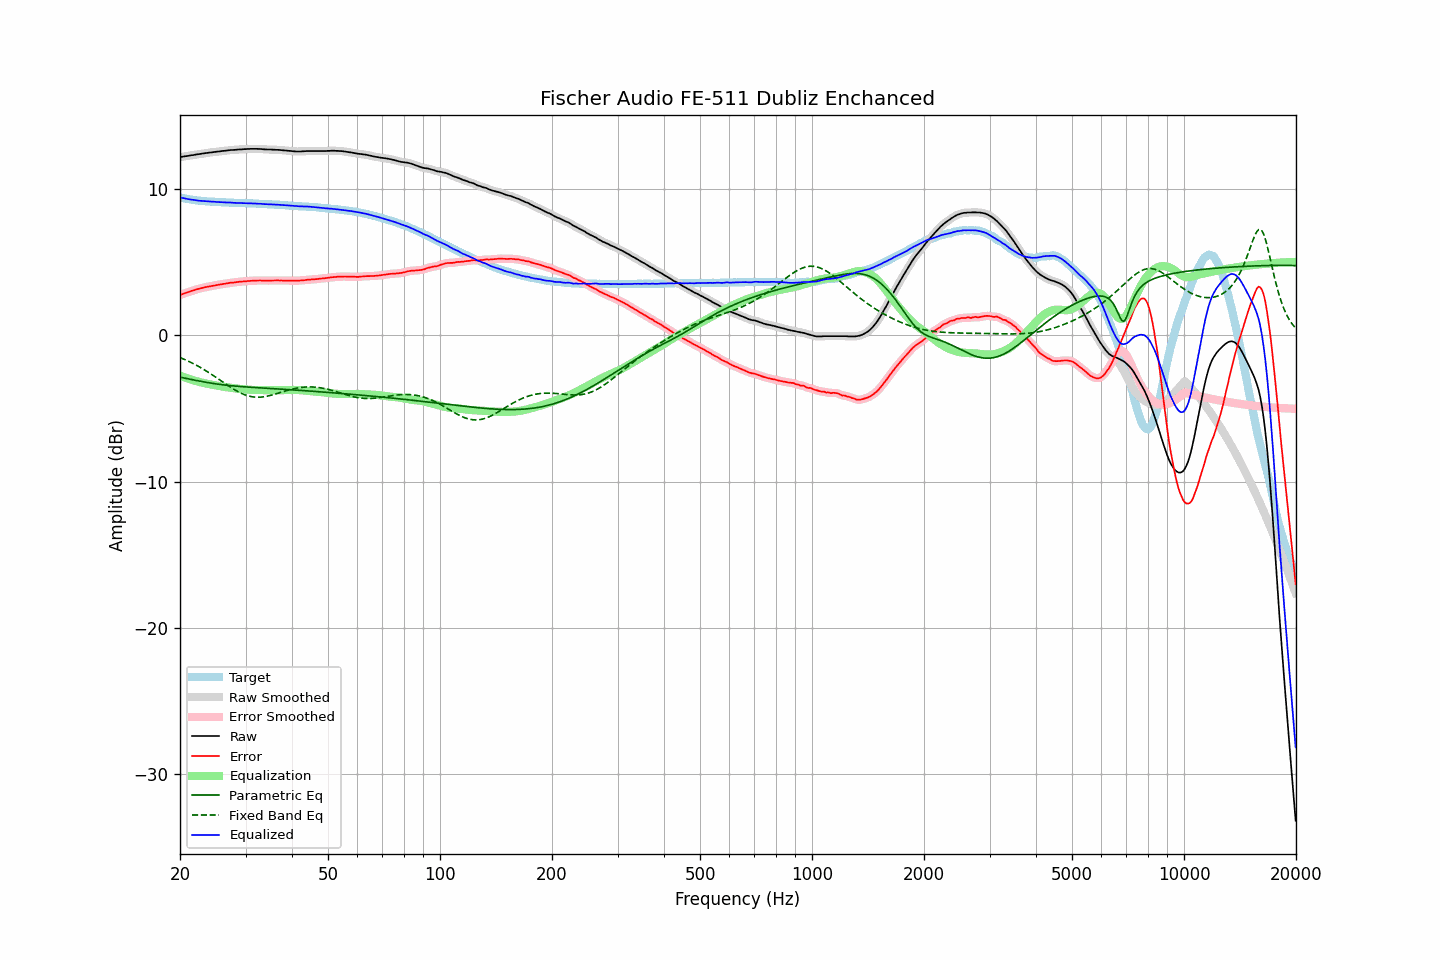 Fischer Audio FE-511 Dubliz Enchanced
10
0
−10
−20
−30
Amplitude (dBr)
Target
Raw Smoothed
Error Smoothed
Raw
Error
Equalization
Parametric Eq
Fixed Band Eq
Equalized
20 50 100 200 500 1000 2000 5000 10000 20000
Frequency (Hz)